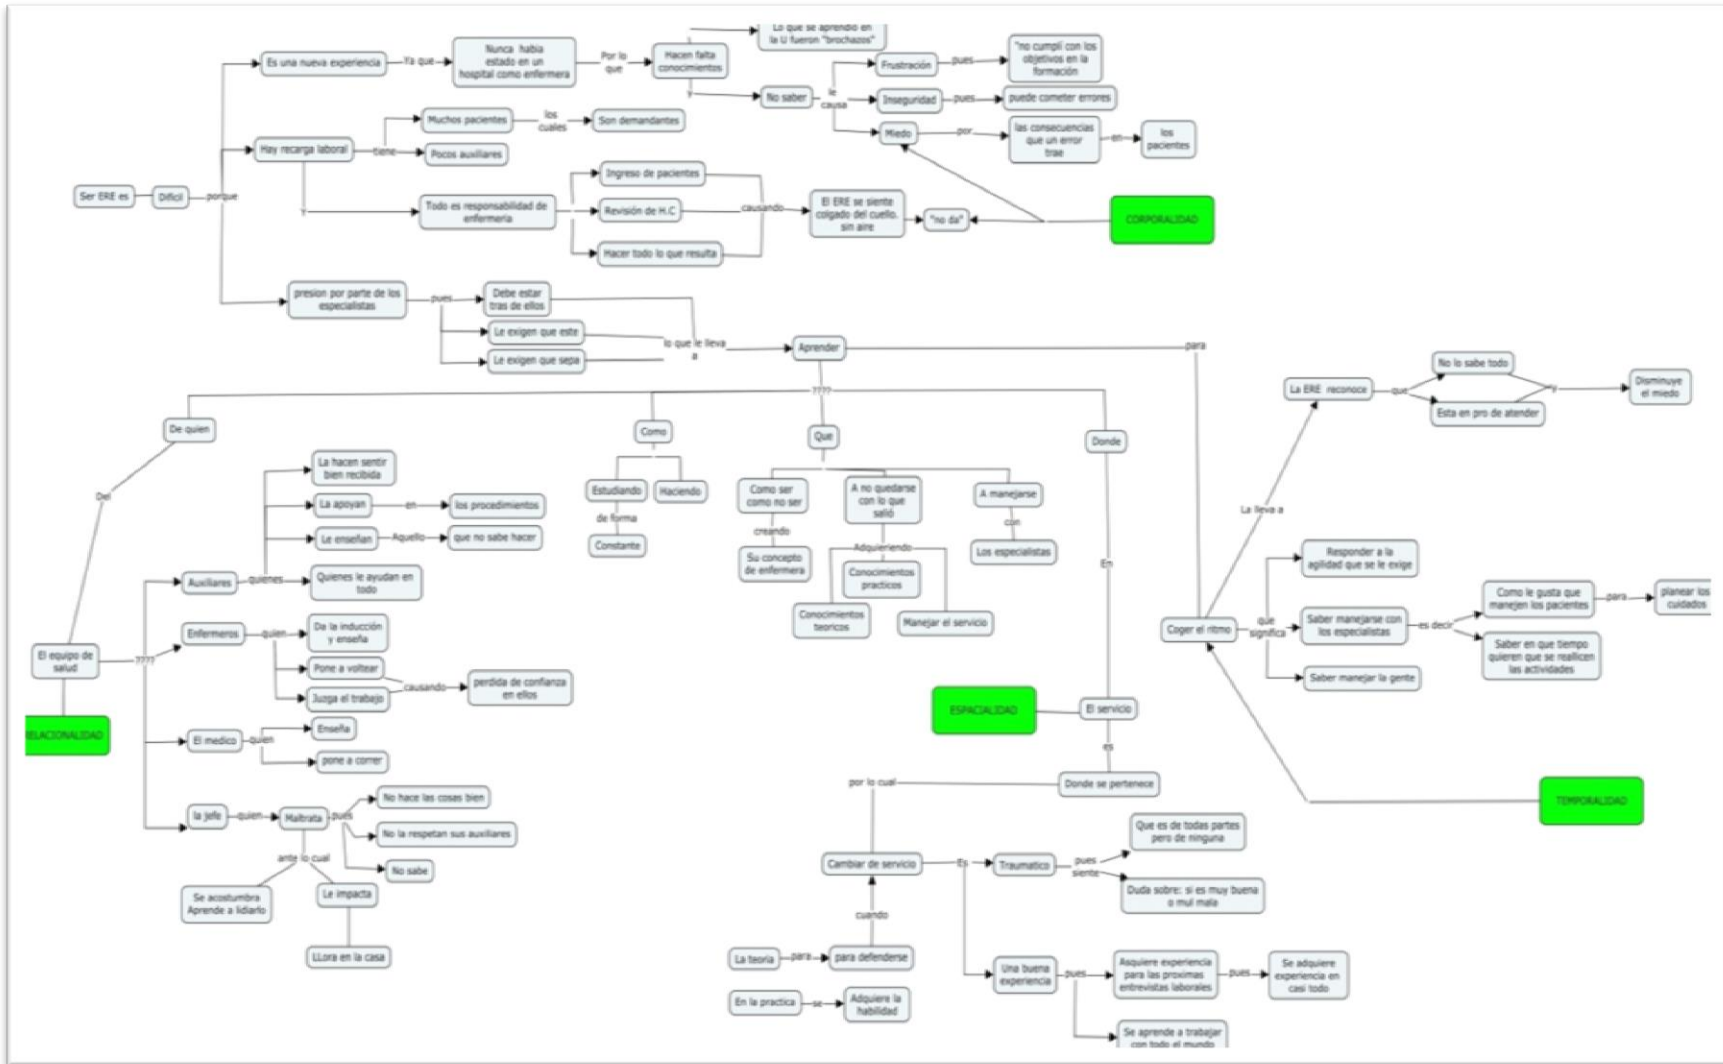 Lo que se aprendio en
la U fueron "brochazos"
Es una nueva experiencia
Ya que
Nunca habia
estado en un
hospital como enfermera
Por lo
que
Hacen falta
conocimientos
y
No saber
le
causa
Frustración
pues
"no cumplí con los
objetivos en la
formación
Inseguridad
pues
puede cometer errores
Miedo
por
las consecuencias
que un error
trae
en
los
pacientes
Hay recarga laboral
tiene
Muchos pacientes
los
cuales
Son demandantes
Pocos auxiliares
Ser ERE es
Dificil
porque
Y
Todo es responsabilidad de
enfermeria
Ingreso de pacientes
Revisión de H.C
Hacer todo lo que resulta
causando
El ERE se siente
colgado del cuello.
sin aire
"no da"
CORPORALIDAD
presion por parte de los
especialistas
pues
Debe estar
tras de ellos
Le exigen que este
Le exigen que sepa
lo que le lleva
a
Aprender
para
????
De quien
Como
Que
Donde
Del
La hacen sentir
bien recibida
La apoyan
en
los procedimientos
Le enseñan
Aquello
que no sabe hacer
Auxiliares
quienes
Quienes le ayudan en
todo
Estudiando
Haciendo
de forma
Constante
Como ser
como no ser
creando
Su concepto
de enfermera
A no quedarse
con lo que
salió
Adquieriendo
Conocimientos
practicos
Conocimientos
teoricos
Manejar el servicio
A manejarse
con
Los especialistas
En
La ERE reconoce
que
No lo sabe todo
Esta en pro de atender
y
Disminuye
el miedo
La lleva a
Coger el ritmo
que
significa
Responder a la
agilidad que se le exige
Saber manejarse con
los especialistas
es decir
Como le gusta que
manejen los pacientes
para
planear los
cuidados
Saber en que tiempo
quieren que se reallicen
las actividades
Saber manejar la gente
El equipo de
salud
????
Enfermeros
quien
Da la inducción
y enseña
Pone a voltear
Juzga el trabajo
causando
perdida de confianza
en ellos
RELACIONALIDAD
El medico
quien
Enseña
pone a correr
la jefe
quien
Maltrata
pues
No hace las cosas bien
No la respetan sus auxiliares
No sabe
ante lo cual
Se acostumbra
Aprende a lidiarlo
Le impacta
LLora en la casa
ESPACIALIDAD
El servicio
es
Donde se pertenece
por lo cual
TEMPORALIDAD
Cambiar de servicio
Es
Traumatico
pues
siente
Que es de todas partes
pero de ninguna
Duda sobre: si es muy buena
o mul mala
cuando
La teoria
para
para defenderse
En la practica
se
Adquiere la
habilidad
Una buena
experiencia
pues
Asquiere experiencia
para las proximas
entrevistas laborales
pues
Se adquiere
experiencia en
casi todo
Se aprende a trabajar
con todo el mundo